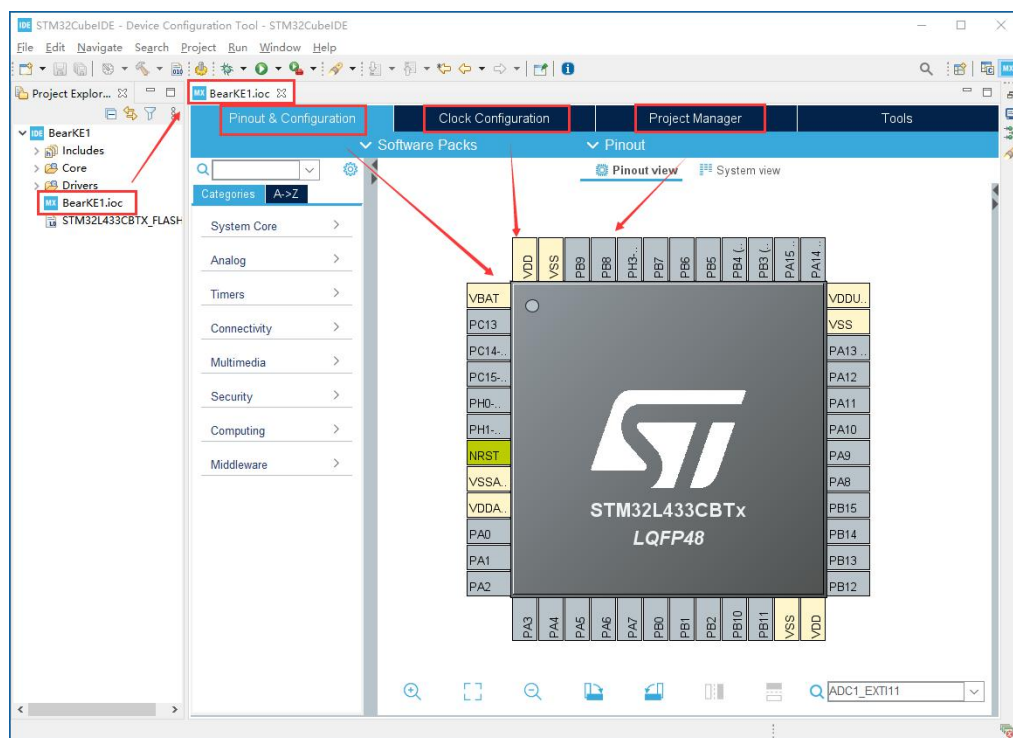 IDE STM32CubeIDE - Device Configuration Tool - STM32CubeIDE
File Edit Navigate Search Project Run Window Help
Project Explor...
MX BearKE1.ioc
IDE BearKE1
Includes
Core
Drivers
MX BearKE1.ioc
STM32L433CBTX_FLASH
Pinout & Configuration
Clock Configuration
Project Manager
Tools
Software Packs
Pinout
Pinout view
System view
Categories
A->Z
System Core
Analog
Timers
Connectivity
Multimedia
Security
Computing
Middleware
VDD
VSS
PB9
PB8
PH3-..
PB7
PB6
PB5
PB4 (..
PB3 (..
PA15 ..
PA14 ..
VBAT
PC13
PC14-..
PC15-..
PH0-..
PH1-..
NRST
VSSA..
VDDA..
PA0
PA1
PA2
VDDU..
VSS
PA13 ..
PA12
PA11
PA10
PA9
PA8
PB15
PB14
PB13
PB12
STM32L433CBTx
LQFP48
PA3
PA4
PA5
PA6
PA7
PB0
PB1
PB2
PB10
PB11
VSS
VDD
ADC1_EXTI11